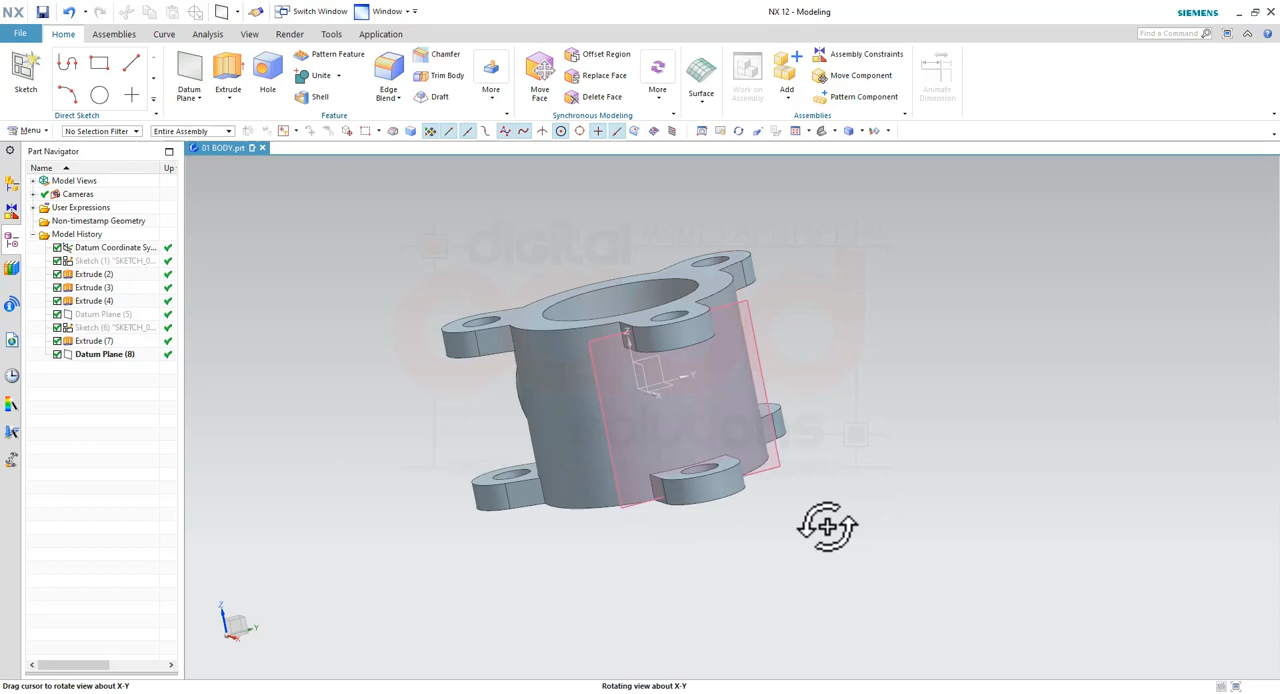 NX
Switch Window
Window
NX 12 - Modeling
SIEMENS
File
Home
Assemblies
Curve
Analysis
View
Render
Tools
Application
Find a Command
Sketch
Direct Sketch
Datum
Plane
Extrude
Hole
Pattern Feature
Unite
Shell
Edge
Blend
Chamfer
Trim Body
Draft
More
Feature
Move
Face
Offset Region
Replace Face
Delete Face
More
Synchronous Modeling
Surface
Work on
Assembly
Add
Assembly Constraints
Move Component
Pattern Component
Assemblies
Animate
Dimension
Menu
No Selection Filter
Entire Assembly
Part Navigator
01 BODY.prt
Name
Up
Model Views
Cameras
User Expressions
Non-timestamp Geometry
Model History
Datum Coordinate Sy...
Sketch (1) "SKETCH_0...
Extrude (2)
Extrude (3)
Extrude (4)
Datum Plane (5)
Sketch (6) "SKETCH_0...
Extrude (7)
Datum Plane (8)
digital
cad
solutions
Z
Y
X
Z
Y
X
Drag cursor to rotate view about X-Y
Rotating view about X-Y